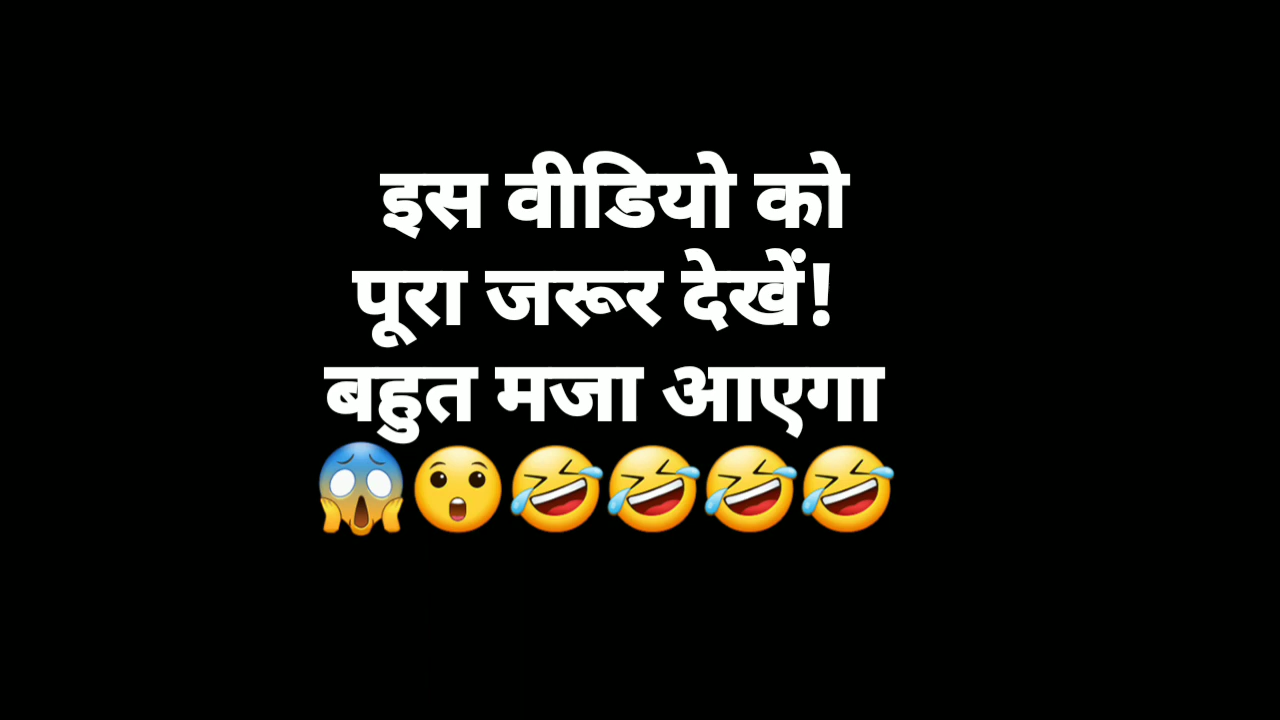 इस वीडियो को
पूरा जरूर देखें!
बहुत मजा आएगा
😱😲🤣🤣🤣🤣